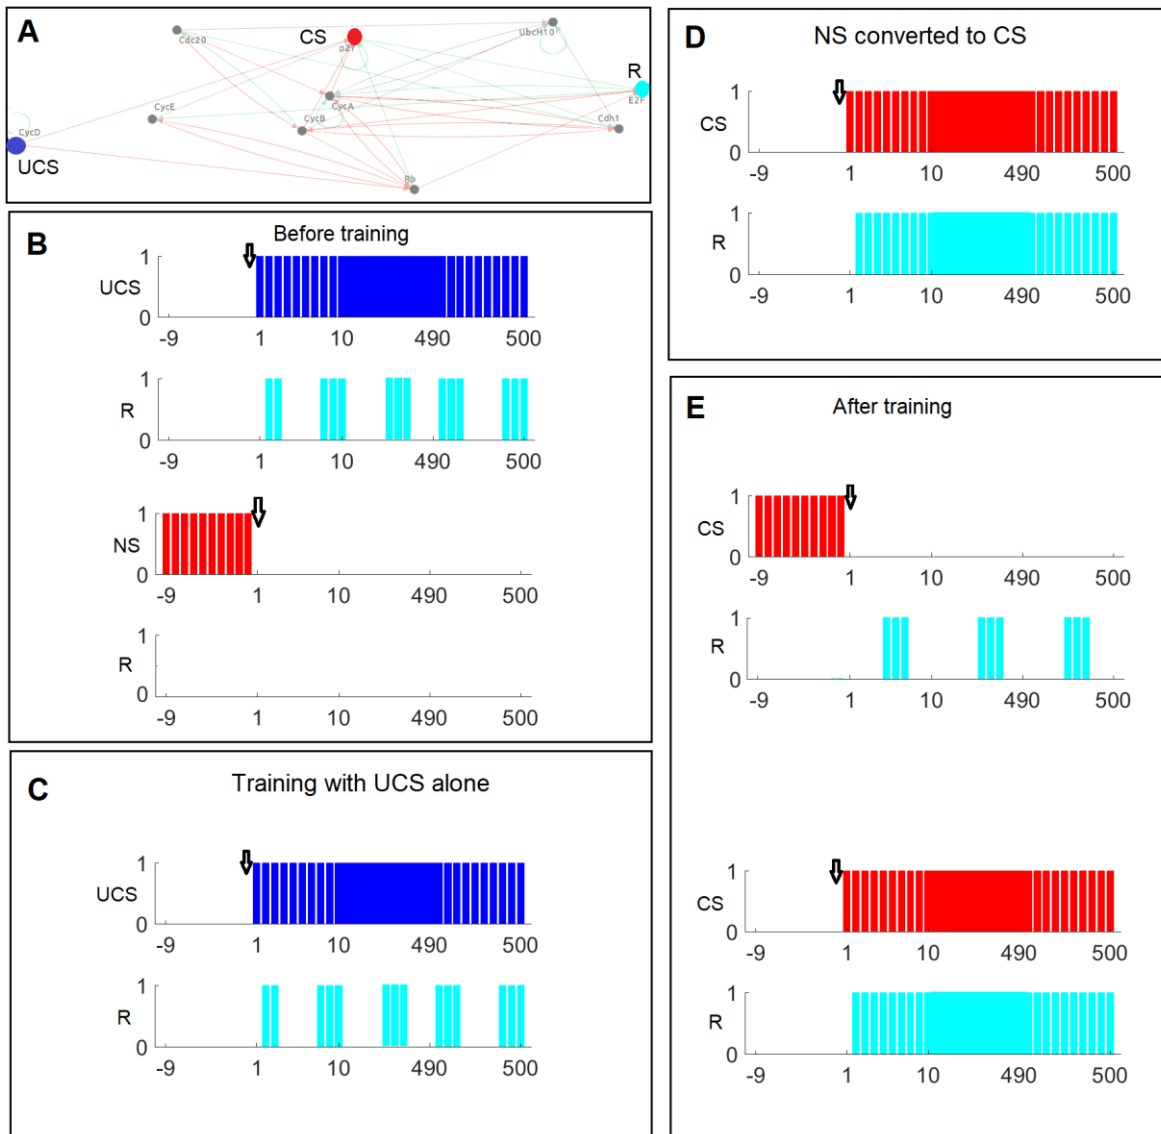 A
Cdc20
CS
p27
UbcH10
R
E2F
CycE
CycA
CycB
Cdh1
CycD
UCS
Rb
B
Before training
UCS
1
0
-9 1 10 490 500
R
1
0
-9 1 10 490 500
NS
1
0
-9 1 10 490 500
R
1
0
-9 1 10 490 500
C
Training with UCS alone
UCS
1
0
-9 1 10 490 500
R
1
0
-9 1 10 490 500
D
NS converted to CS
CS
1
0
-9 1 10 490 500
R
1
0
-9 1 10 490 500
E
After training
CS
1
0
-9 1 10 490 500
R
1
0
-9 1 10 490 500
CS
1
0
-9 1 10 490 500
R
1
0
-9 1 10 490 500